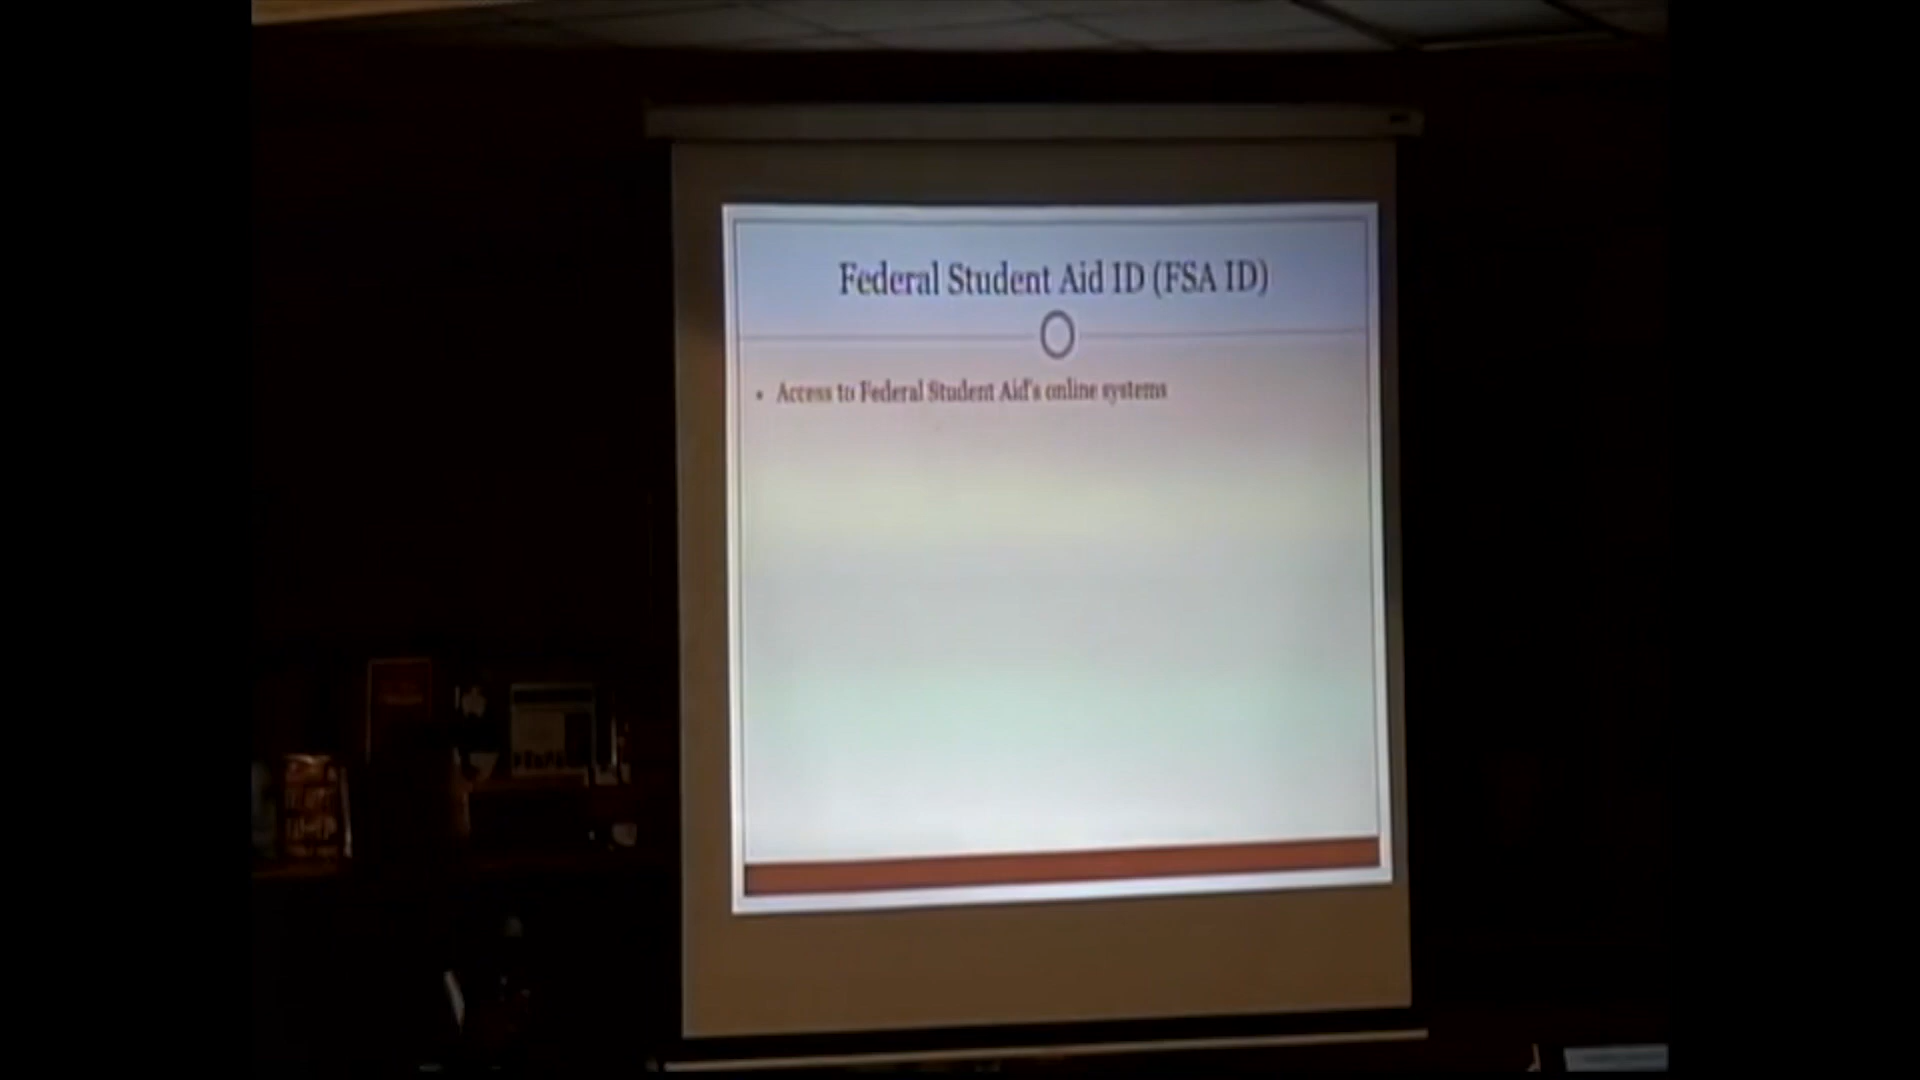 Federal Student Aid ID (FSA ID)
• Access to Federal Student Aid's online systems